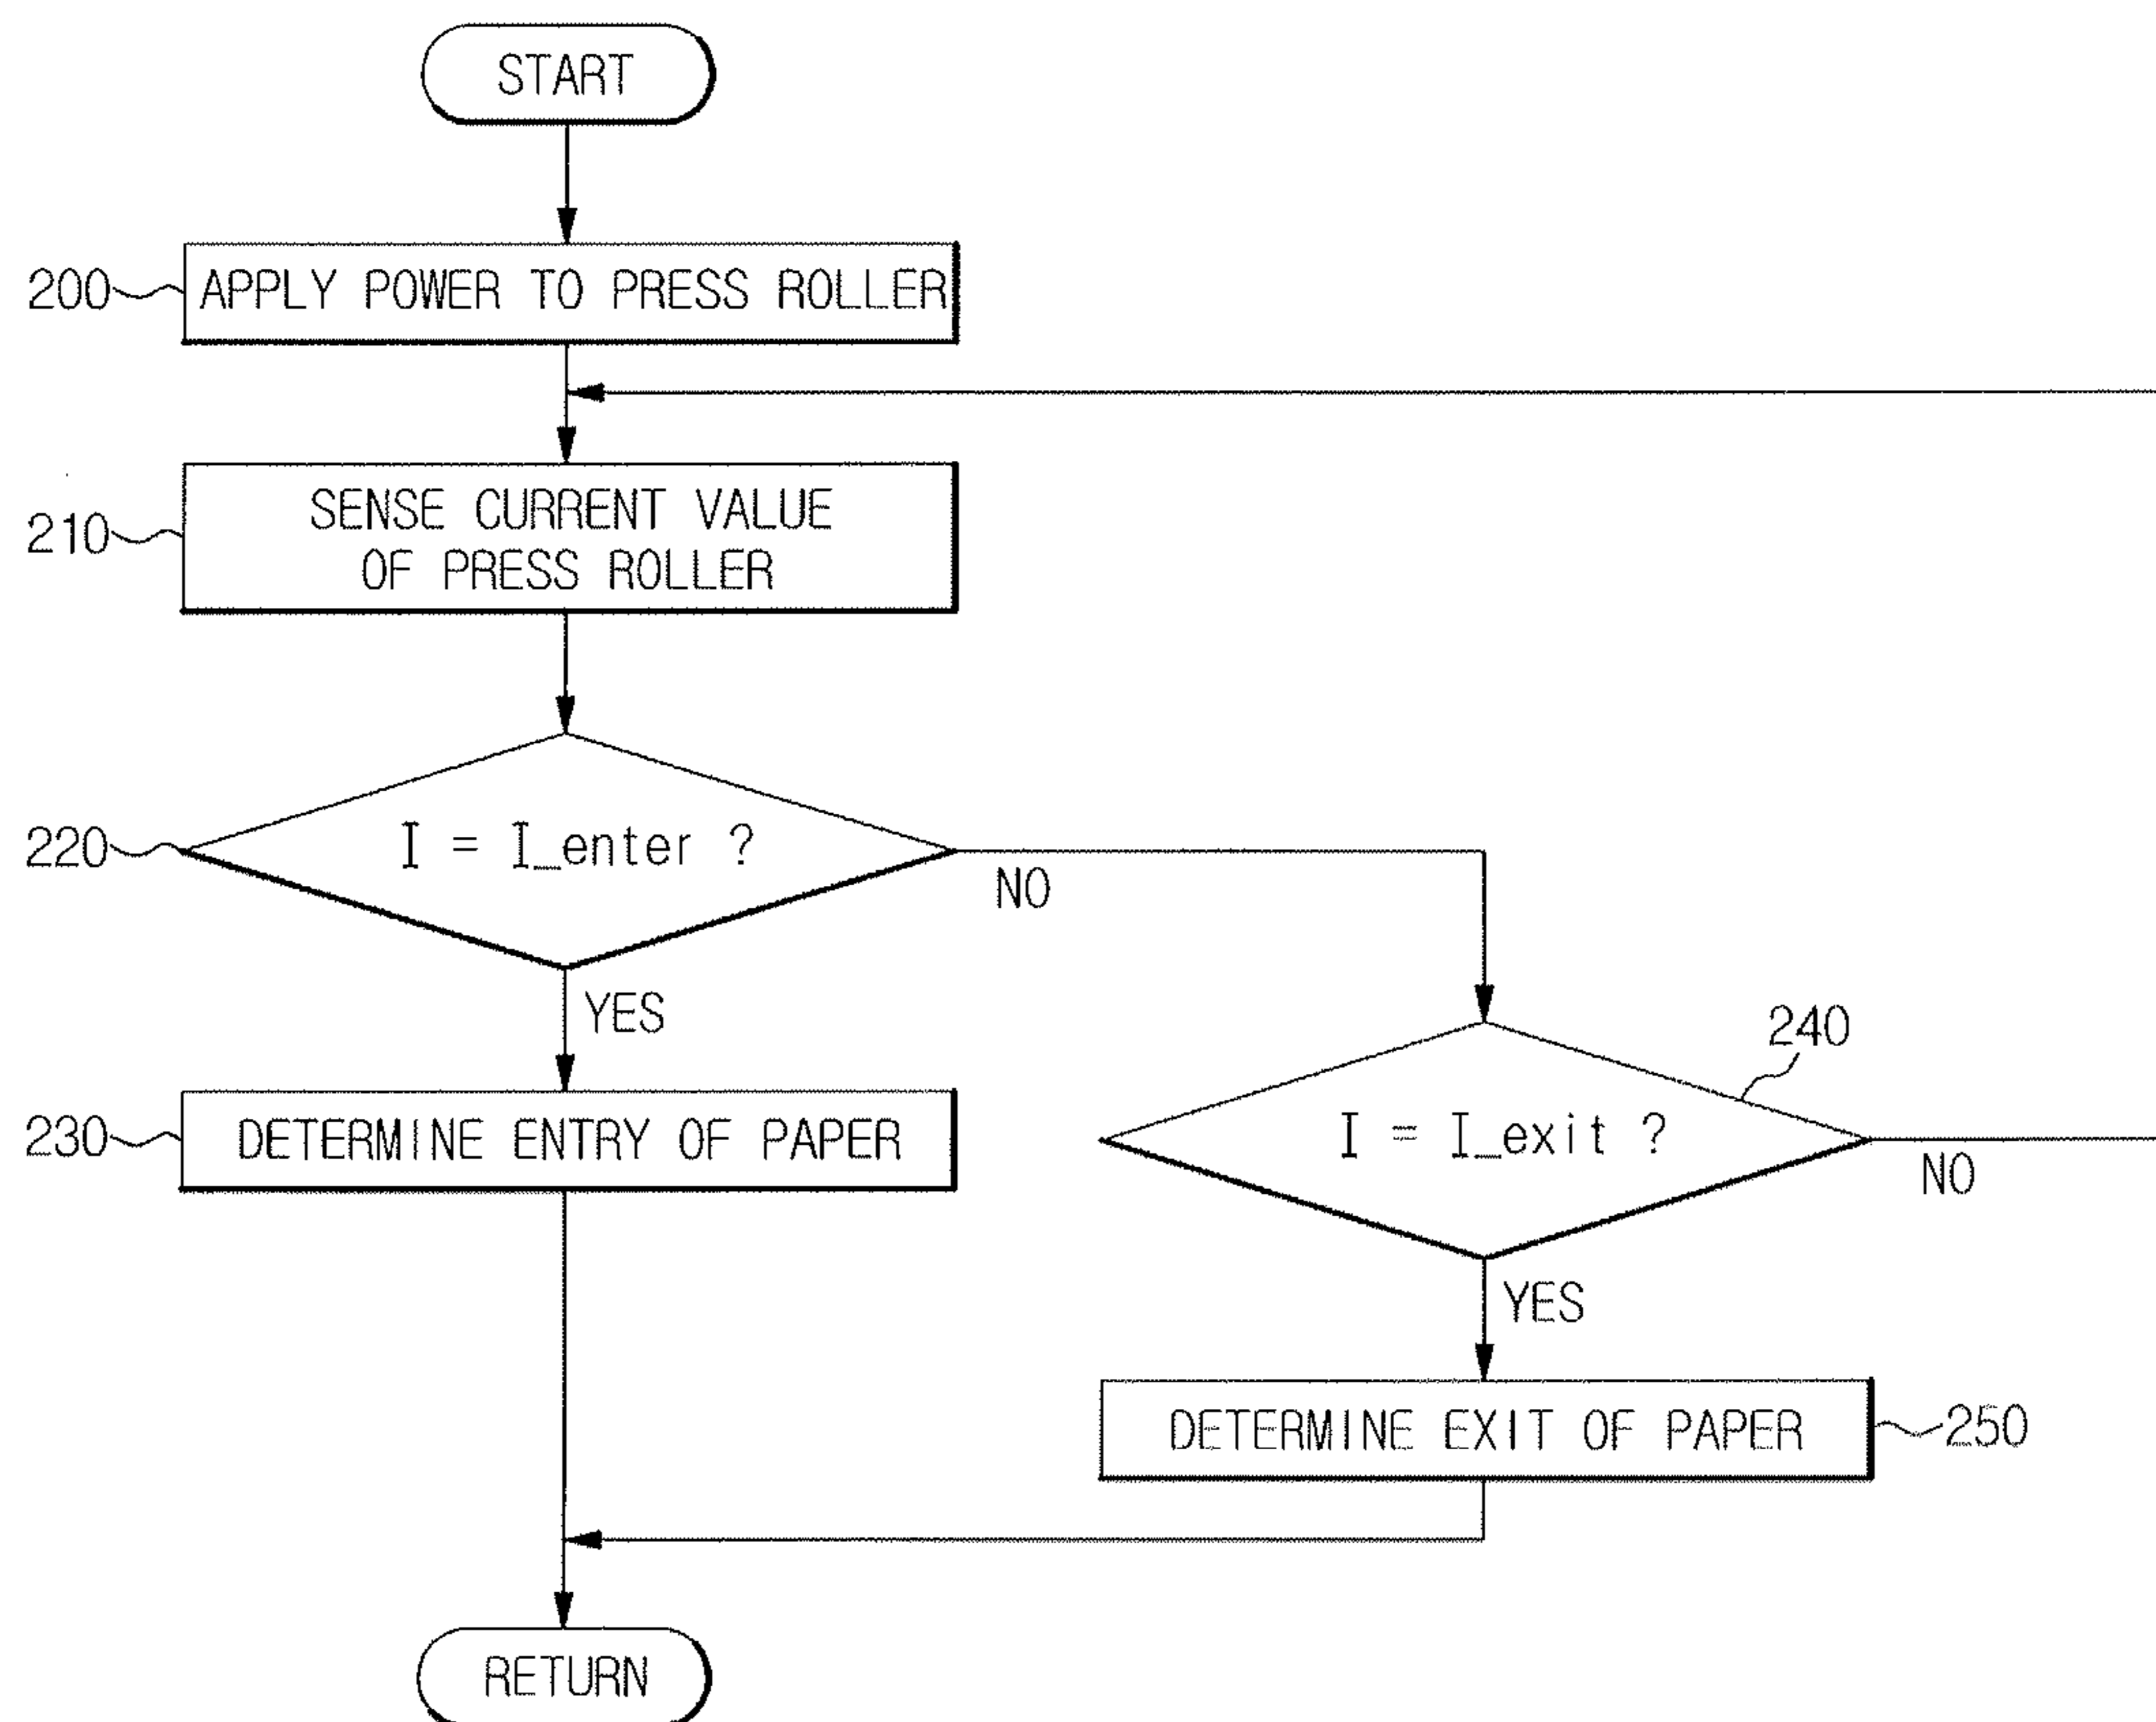 START
200
APPLY POWER TO PRESS ROLLER
210
SENSE CURRENT VALUE
OF PRESS ROLLER
220
I = I_enter ?
NO
YES
240
230
DETERMINE ENTRY OF PAPER
I = I_exit ?
NO
YES
DETERMINE EXIT OF PAPER
250
RETURN